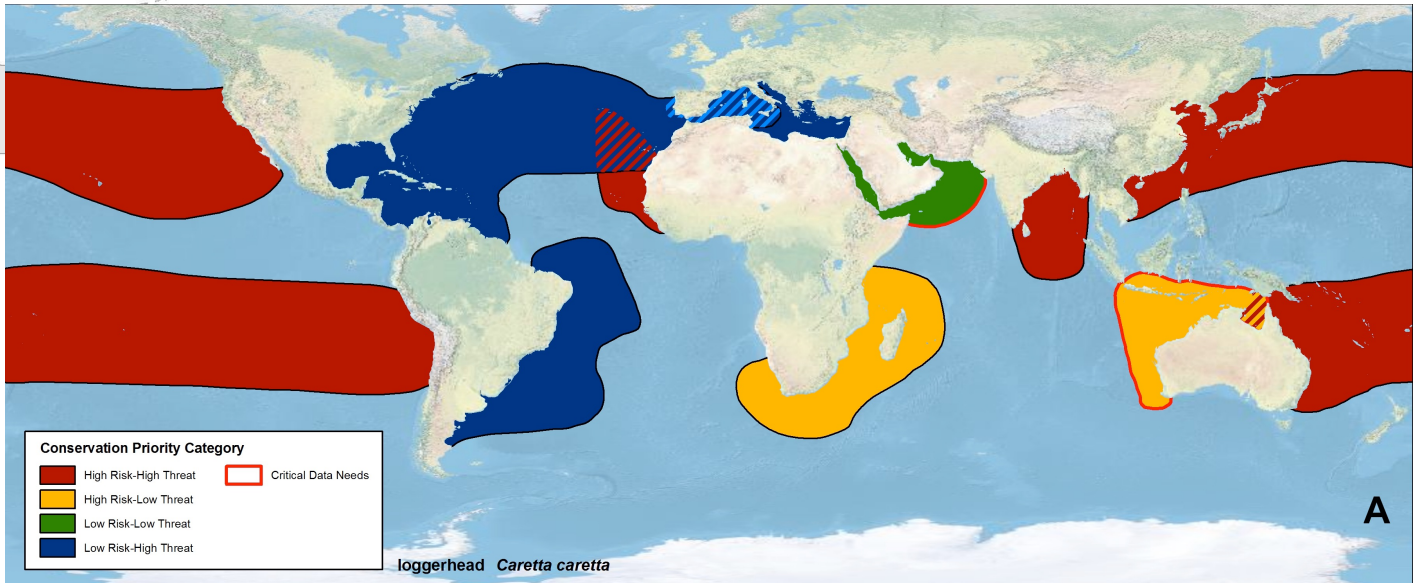 Conservation Priority Category
High Risk-High Threat
Critical Data Needs
High Risk-Low Threat
Low Risk-Low Threat
Low Risk-High Threat
A
loggerhead Caretta caretta